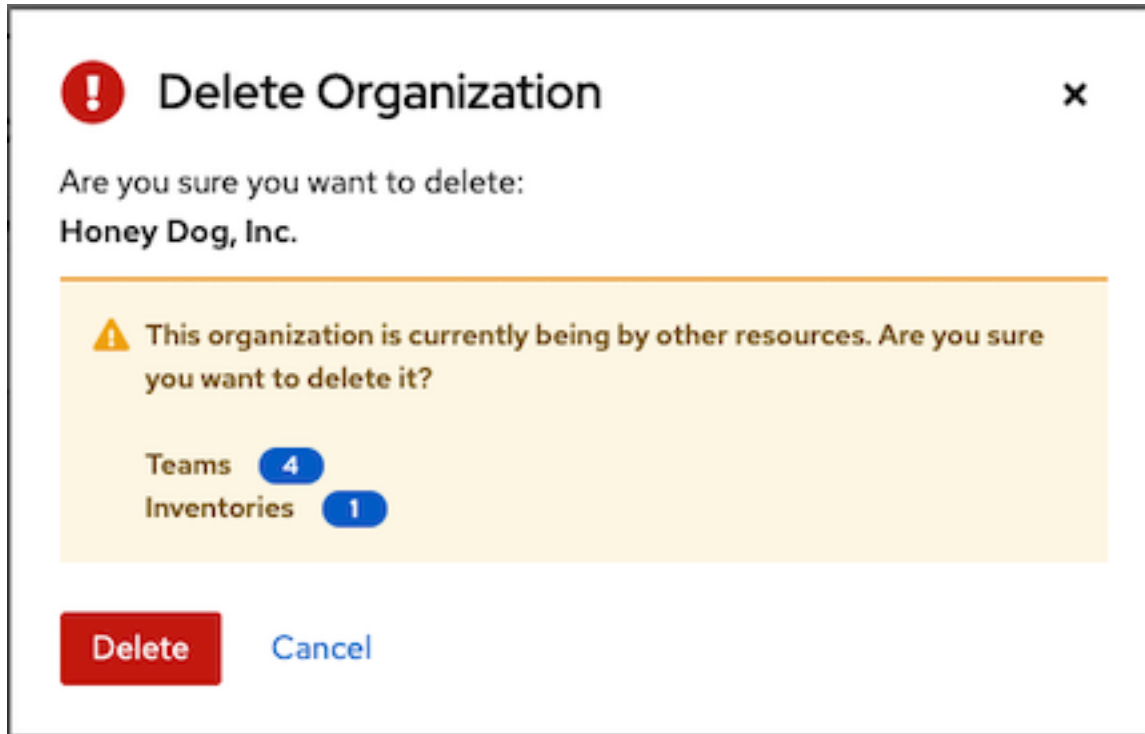 Delete Organization
Are you sure you want to delete:
Honey Dog, Inc.
This organization is currently being by other resources. Are you sure
you want to delete it?
Teams 4
Inventories 1
Delete Cancel